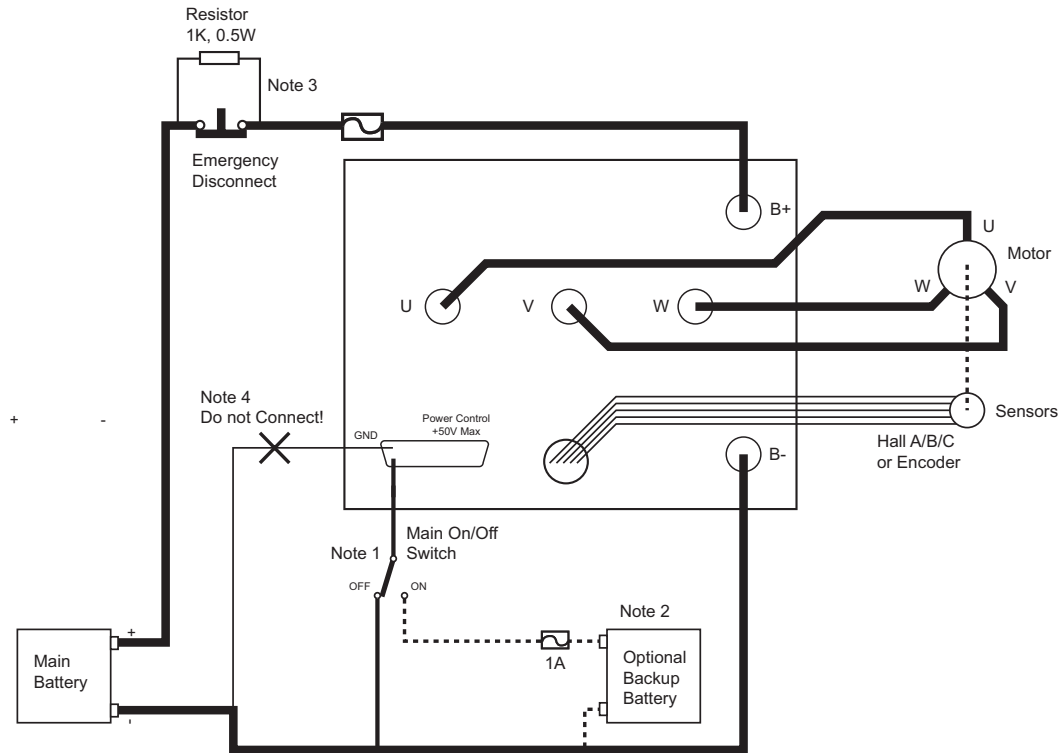 Resistor
1K, 0.5W
Note 3
Emergency
Disconnect
B+
U
Motor
U
V
W
W
V
Note 4
Do not Connect!
+
-
Power Control
+50V Max
GND
Sensors
Hall A/B/C
or Encoder
B-
Main On/Off
Switch
Note 1
OFF
ON
Note 2
+
Main
Battery
-
1A
Optional
Backup
Battery